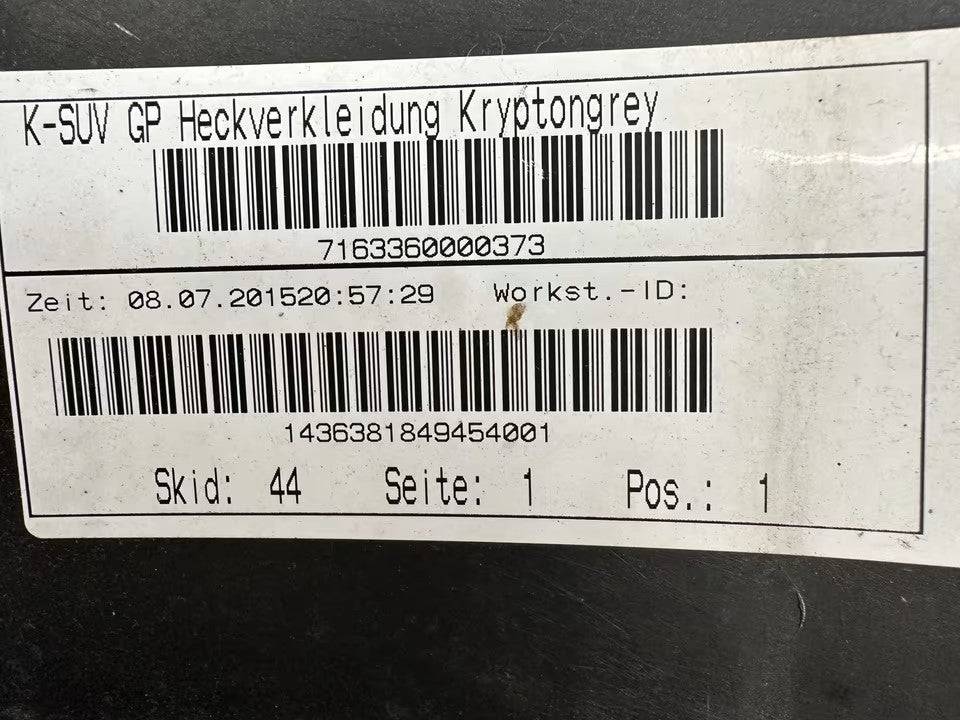 K-SUV GP Heckverkleidung Kryptongrey
7163360000373
Zeit: 08.07.201520:57:29 Workst.-ID:
1436381849454001
Skid: 44 Seite: 1 Pos.: 1